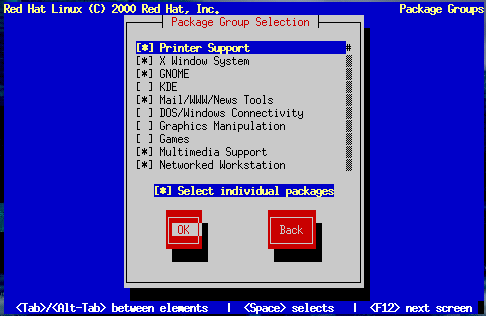 Red Hat Linux (C) 2000 Red Hat, Inc. Package Groups
Package Group Selection
[*] Printer Support #
[*] X Window System
[*] GNOME
[ ] KDE
[*] Mail/WWW/News Tools
[ ] DOS/Windows Connectivity
[ ] Graphics Manipulation
[ ] Games
[*] Multimedia Support
[*] Networked Workstation
[*] Select individual packages
OK Back
<Tab>/<Alt-Tab> between elements | <Space> selects | <F12> next screen